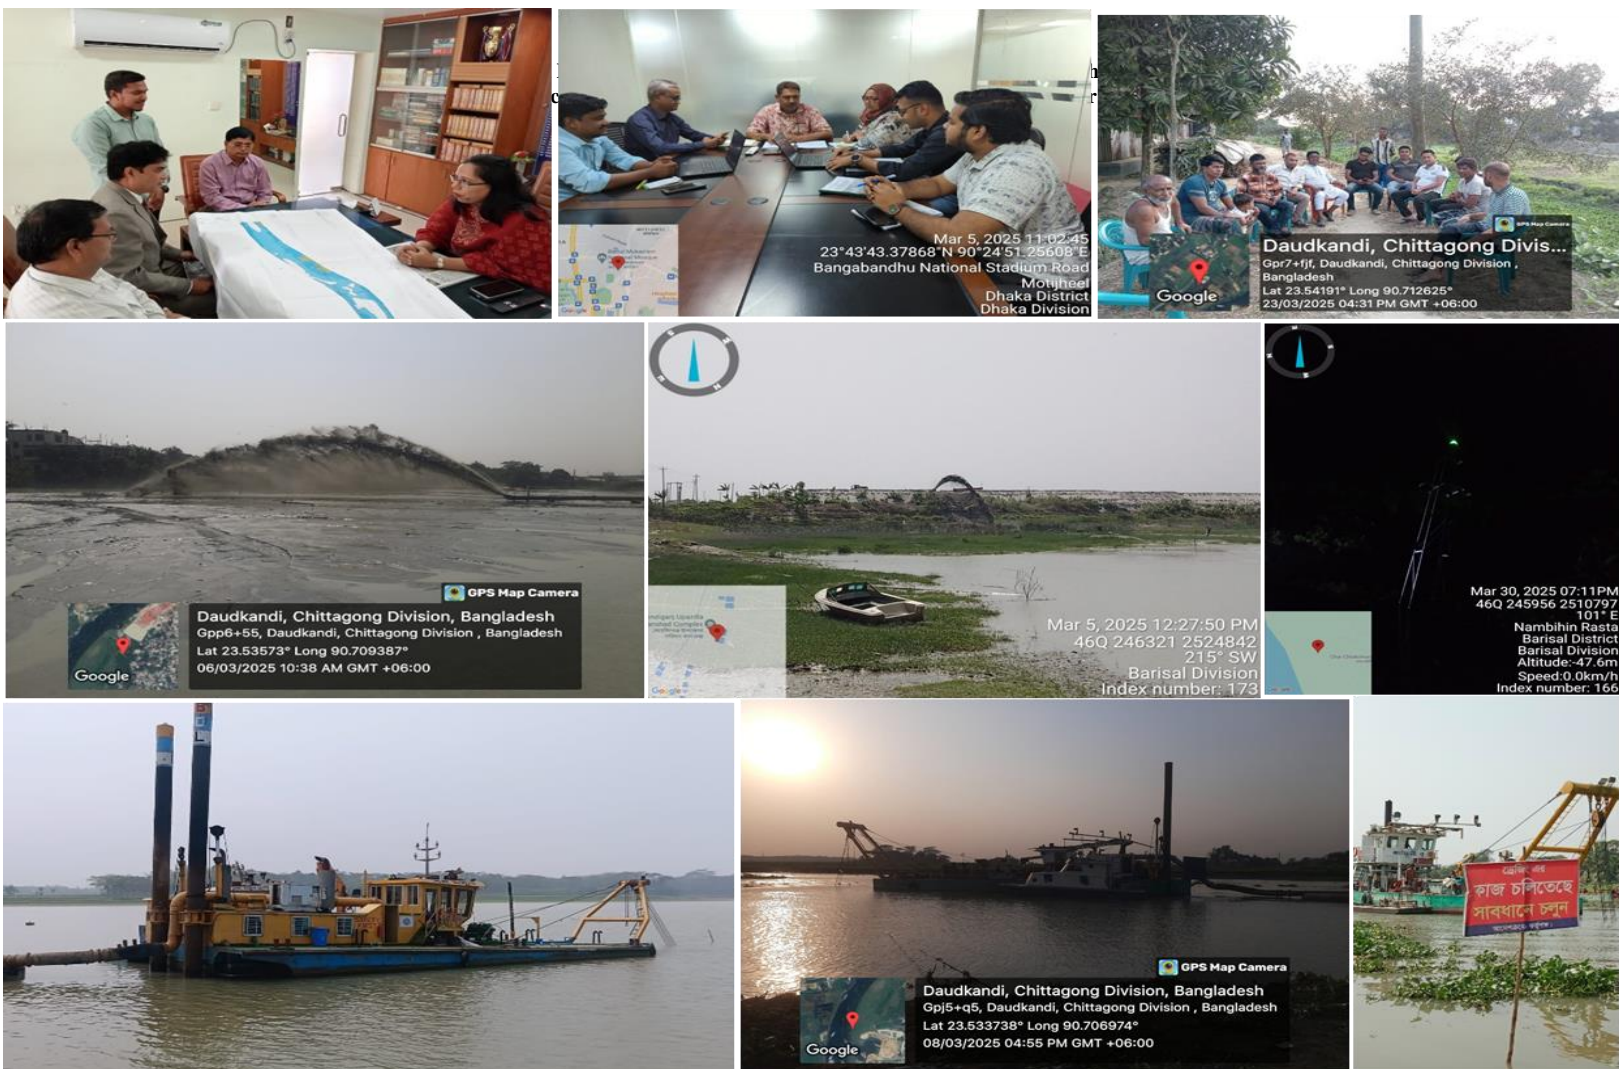 Mar 5, 2025 11:02:45
23°43'43.37868"N 90°24'51.25608"E
Bangabandhu National Stadium Road
Motijheel
Dhaka District
Dhaka Division
Google
GPS Map Camera
Daudkandi, Chittagong Divis...
Gpr7+fjf, Daudkandi, Chittagong Division ,
Bangladesh
Lat 23.54191° Long 90.712625°
23/03/2025 04:31 PM GMT +06:00
Google
GPS Map Camera
Daudkandi, Chittagong Division, Bangladesh
Gpp6+55, Daudkandi, Chittagong Division , Bangladesh
Lat 23.53573° Long 90.709387°
06/03/2025 10:38 AM GMT +06:00
Google
Mar 5, 2025 12:27:50 PM
46Q 246321 2524842
215° SW
Barisal Division
Index number: 173
Google
Mar 30, 2025 07:11PM
46Q 245956 2510797
101° E
Nambihin Rasta
Barisal District
Barisal Division
Altitude:-47.6m
Speed:0.0km/h
Index number: 166
GPS Map Camera
Daudkandi, Chittagong Division, Bangladesh
Gpj5+q5, Daudkandi, Chittagong Division , Bangladesh
Lat 23.533738° Long 90.706974°
08/03/2025 04:55 PM GMT +06:00
Google
ড্রেজিং এর
কাজ চলিতেছে
সাবধানে চলুন